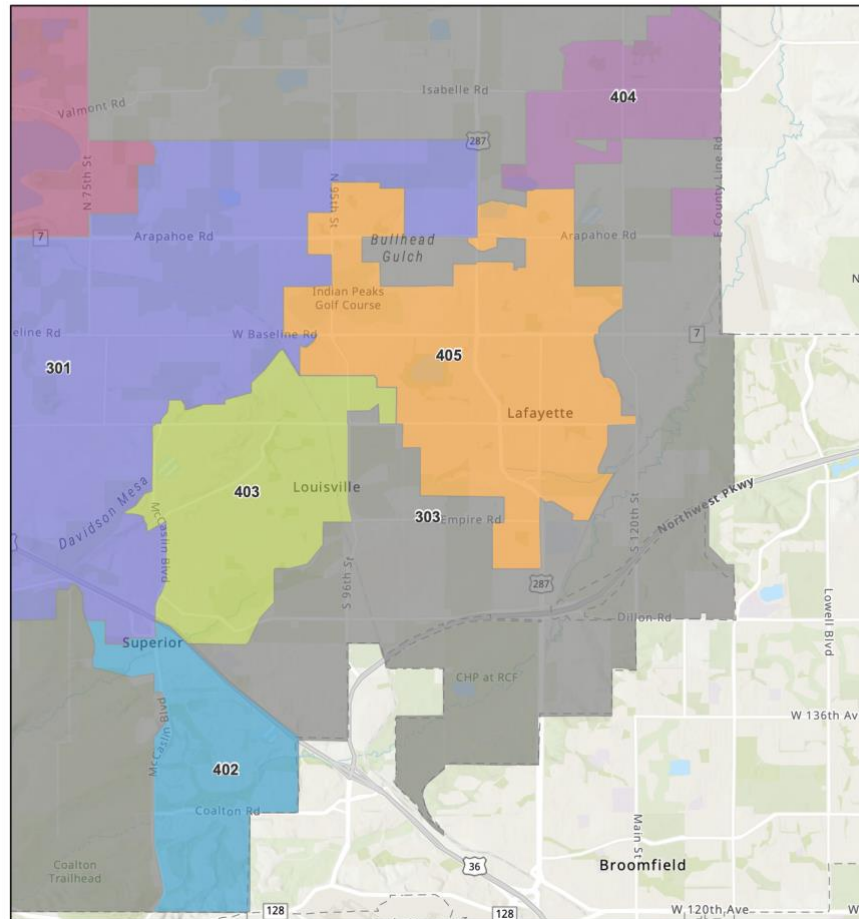 Isabelle Rd
404
Valmont Rd
N 75th St
287
N 95th St
E County Line Rd
7
Arapahoe Rd
Bullhead
Gulch
Arapahoe Rd
N
Indian Peaks
Golf Course
eline Rd
W Baseline Rd
7
301
405
Lafayette
403
Louisville
Davidson Mesa
McCaslin Blvd
303
Empire Rd
Northwest Pkwy
S 120th St
S 96th St
287
Dillon Rd
Lowell Blvd
Superior
CHP at RCF
McCaslin Blvd
W 136th Av
402
Coalton Rd
Main St
Coalton
Trailhead
36
Broomfield
128
128
W 120th Ave
W